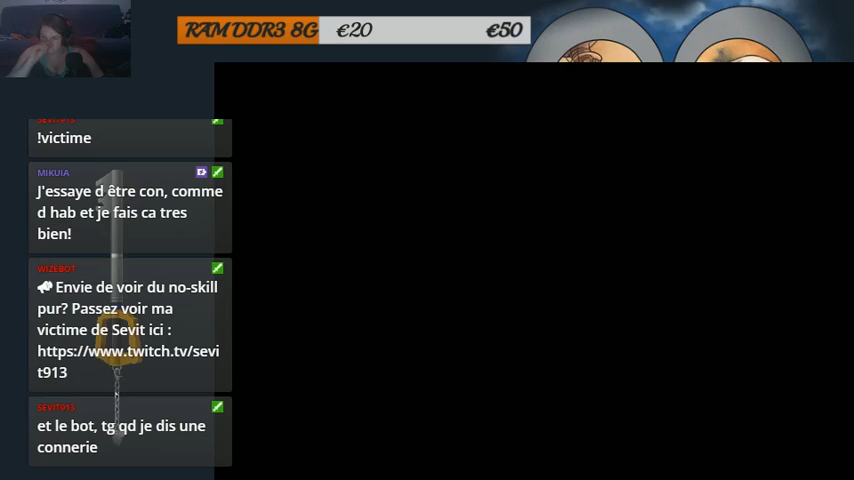 RAM DDR3 8G €20 €50
SEVIT913
!victime
MIKUIA
J'essaye d être con, comme
d hab et je fais ca tres
bien!
WIZEBOT
Envie de voir du no-skill
pur? Passez voir ma
victime de Sevit ici :
https://www.twitch.tv/sevi
t913
SEVIT913
et le bot, tg qd je dis une
connerie